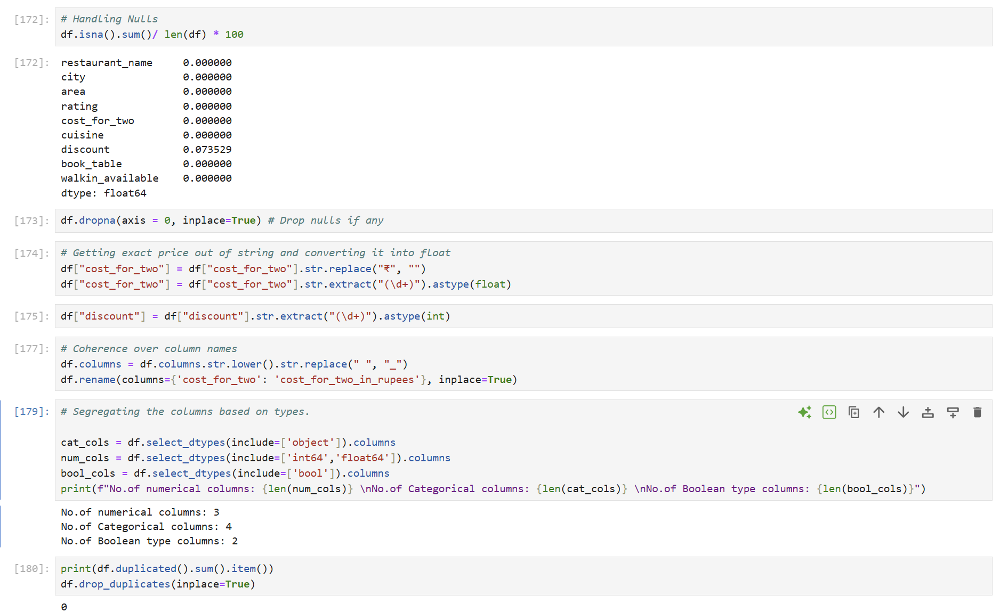 [172]: # Handling Nulls
df.isna().sum()/ len(df) * 100
[172]: restaurant_name 0.000000
city 0.000000
area 0.000000
rating 0.000000
cost_for_two 0.000000
cuisine 0.000000
discount 0.073529
book_table 0.000000
walkin_available 0.000000
dtype: float64
[173]: df.dropna(axis = 0, inplace=True) # Drop nulls if any
[174]: # Getting exact price out of string and converting it into float
df["cost_for_two"] = df["cost_for_two"].str.replace("₹", "")
df["cost_for_two"] = df["cost_for_two"].str.extract("(\d+)").astype(float)
[175]: df["discount"] = df["discount"].str.extract("(\d+)").astype(int)
[177]: # Coherence over column names
df.columns = df.columns.str.lower().str.replace(" ", "_")
df.rename(columns={'cost_for_two': 'cost_for_two_in_rupees'}, inplace=True)
[179]: # Segregating the columns based on types.
cat_cols = df.select_dtypes(include=['object']).columns
num_cols = df.select_dtypes(include=['int64','float64']).columns
bool_cols = df.select_dtypes(include=['bool']).columns
print(f"No.of numerical columns: {len(num_cols)} \nNo.of Categorical columns: {len(cat_cols)} \nNo.of Boolean type columns: {len(bool_cols)}")
No.of numerical columns: 3
No.of Categorical columns: 4
No.of Boolean type columns: 2
[180]: print(df.duplicated().sum().item())
df.drop_duplicates(inplace=True)
0